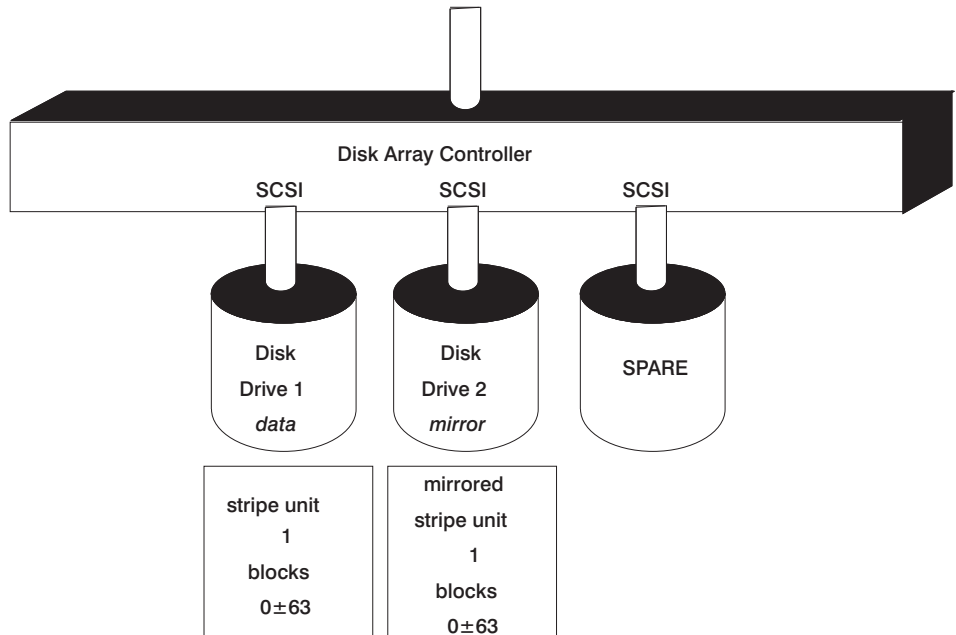 Disk Array Controller
SCSI SCSI SCSI
Disk
Drive 1
data
Disk
Drive 2
mirror
SPARE
stripe unit
1
blocks
0±63
mirrored
stripe unit
1
blocks
0±63